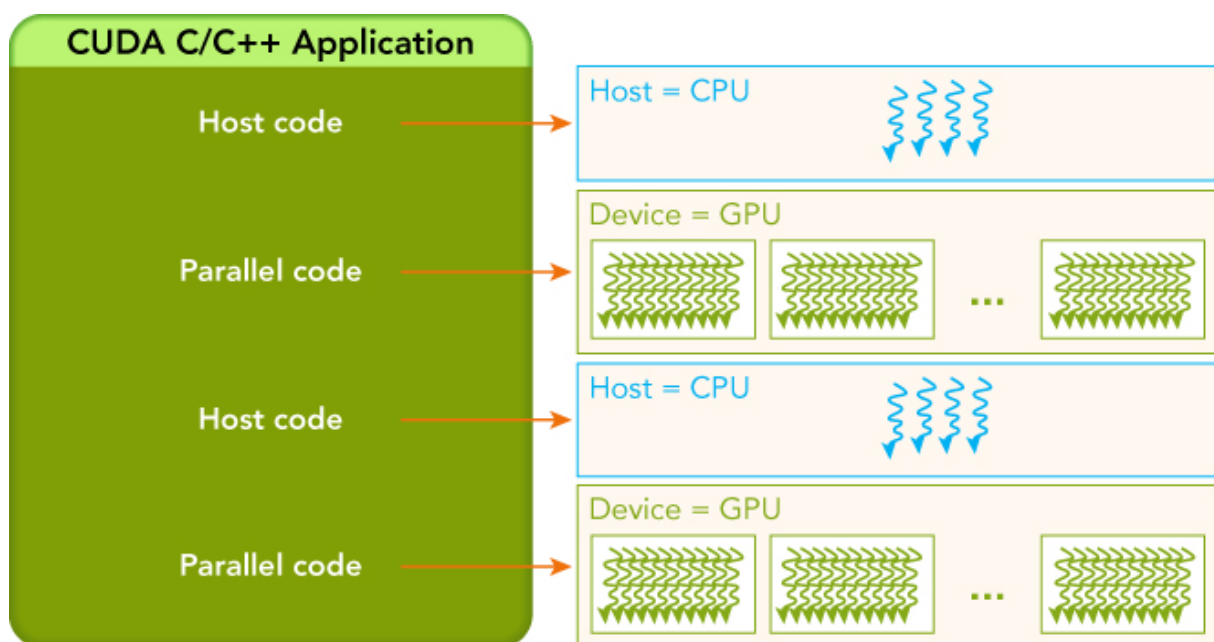 CUDA C/C++ Application
Host code
Host = CPU
Parallel code
Device = GPU
...
Host code
Host = CPU
Parallel code
Device = GPU
...